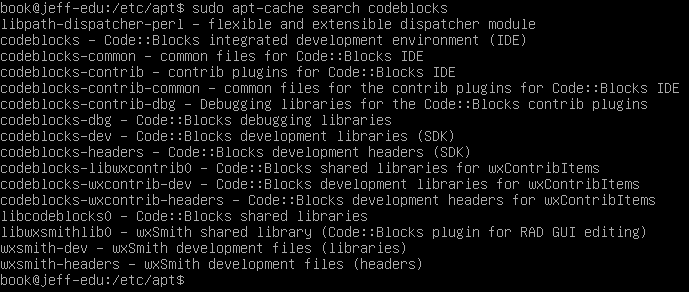 book@jeff-edu:/etc/apt$ sudo apt-cache search codeblocks
libpath-dispatcher-perl - flexible and extensible dispatcher module
codeblocks - Code::Blocks integrated development environment (IDE)
codeblocks-common - common files for Code::Blocks IDE
codeblocks-contrib - contrib plugins for Code::Blocks IDE
codeblocks-contrib-common - common files for the contrib plugins for Code::Blocks IDE
codeblocks-contrib-dbg - Debugging libraries for the Code::Blocks contrib plugins
codeblocks-dbg - Code::Blocks debugging libraries
codeblocks-dev - Code::Blocks development libraries (SDK)
codeblocks-headers - Code::Blocks development headers (SDK)
codeblocks-libwxcontrib0 - Code::Blocks shared libraries for wxContribItems
codeblocks-wxcontrib-dev - Code::Blocks development libraries for wxContribItems
codeblocks-wxcontrib-headers - Code::Blocks development headers for wxContribItems
libcodeblocks0 - Code::Blocks shared libraries
libwxsmithlib0 - wxSmith shared library (Code::Blocks plugin for RAD GUI editing)
wxsmith-dev - wxSmith development files (libraries)
wxsmith-headers - wxSmith development files (headers)
book@jeff-edu:/etc/apt$